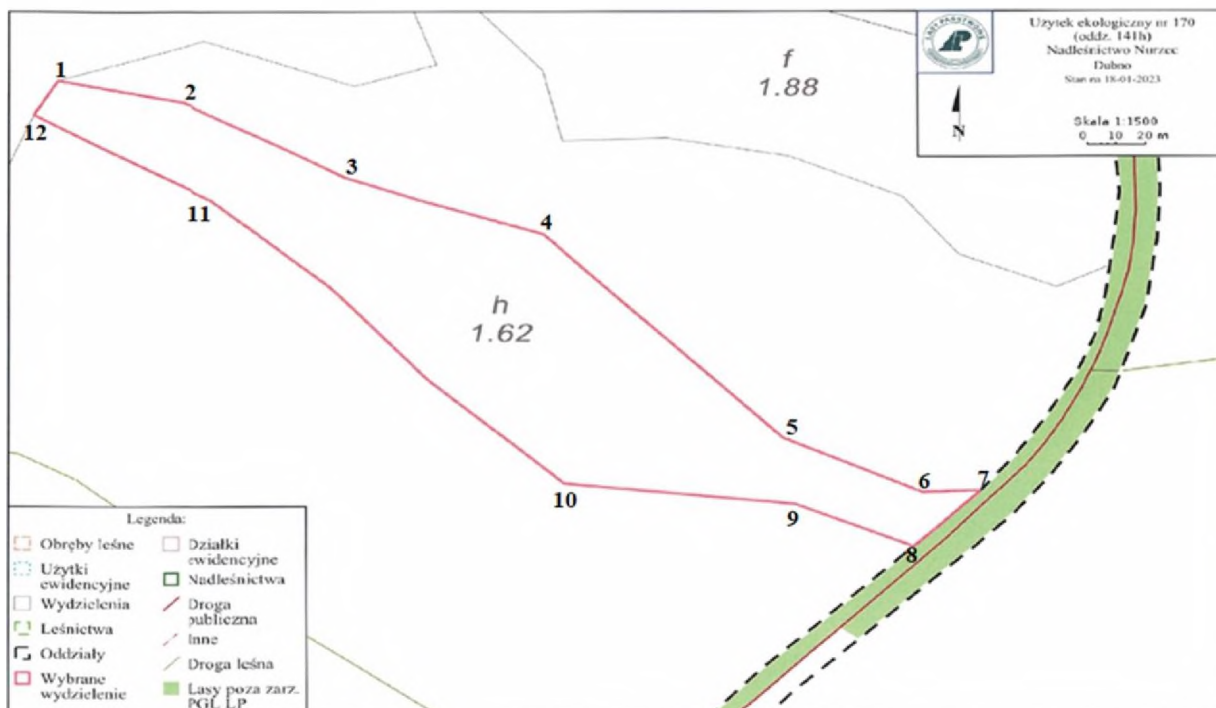 Użytek ekologiczny nr 170
(oddz. 141h)
Nadleśnictwo Nurzec
Dubno
Stan na 18-01-2023
LASY PAŃSTWOWE
N
Skala 1:1500
0 10 20 m
f
1.88
1
2
12
3
11
4
h
1.62
5
6
7
10
9
8
Legenda:
Obręby leśne
Użytki
ewidencyjne
Wydzielenia
Leśnictwa
Oddziały
Wybrane
wydzielenie
Działki
ewidencyjne
Nadleśnictwa
Droga
publiczna
Inne
Droga leśna
Lasy poza zarz.
PGL LP